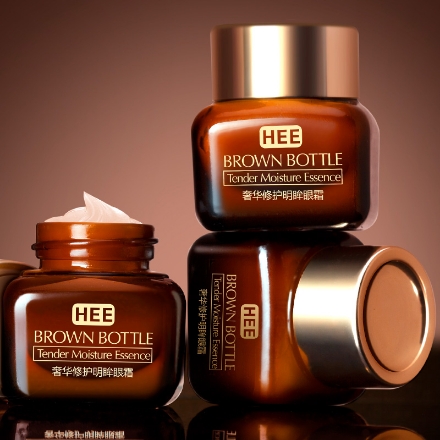 HEE
BROWN BOTTLE
Tender Moisture Essence
奢华修护明眸眼霜
HEE
BROWN BOTTLE
Tender Moisture Essence
奢华修护明眸眼霜
HEE
BROWN BOTTLE
Tender Moisture Essence
奢华修护明眸眼霜